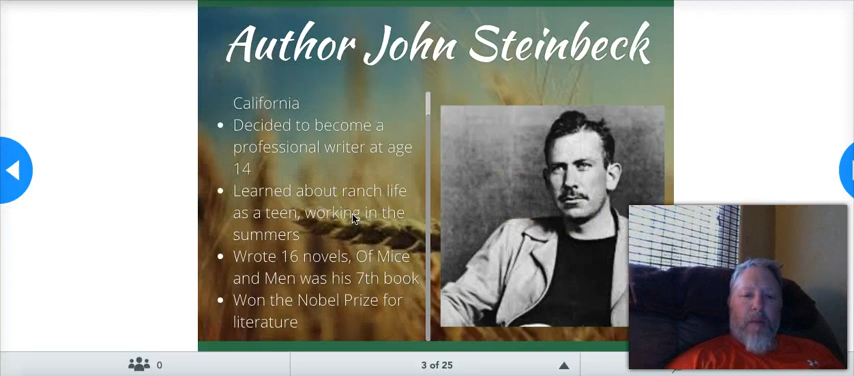 Author John Steinbeck
California
Decided to become a
professional writer at age
14
Learned about ranch life
as a teen, working in the
summers
Wrote 16 novels, Of Mice
and Men was his 7th book
Won the Nobel Prize for
literature
0
3 of 25